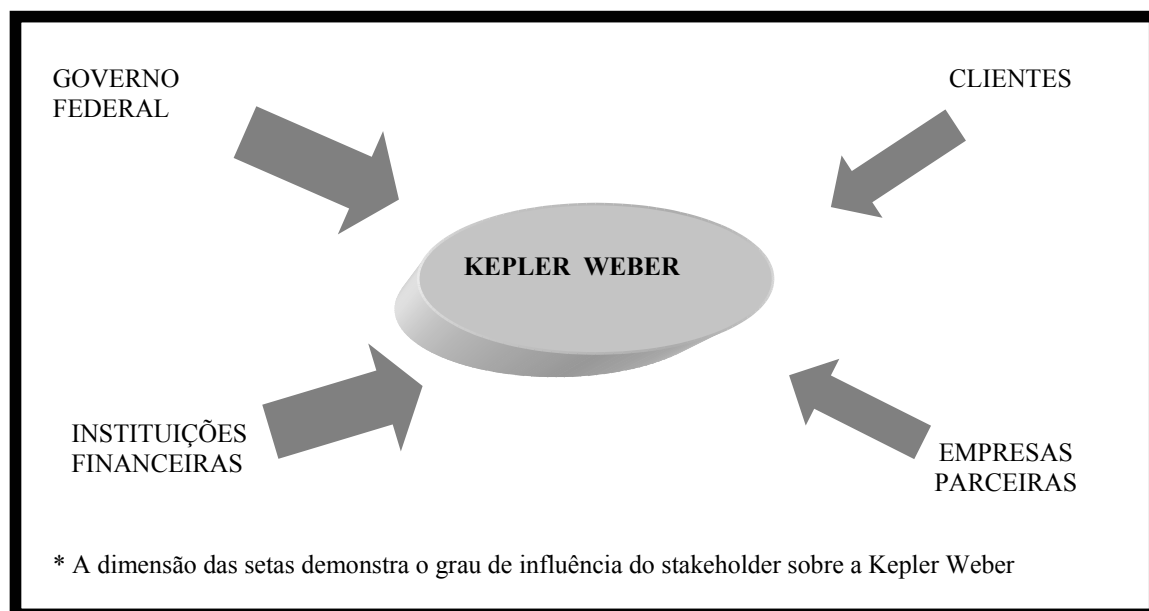 GOVERNO
FEDERAL
CLIENTES
KEPLER WEBER
INSTITUIÇÕES
FINANCEIRAS
EMPRESAS
PARCEIRAS
* A dimensão das setas demonstra o grau de influência do stakeholder sobre a Kepler Weber